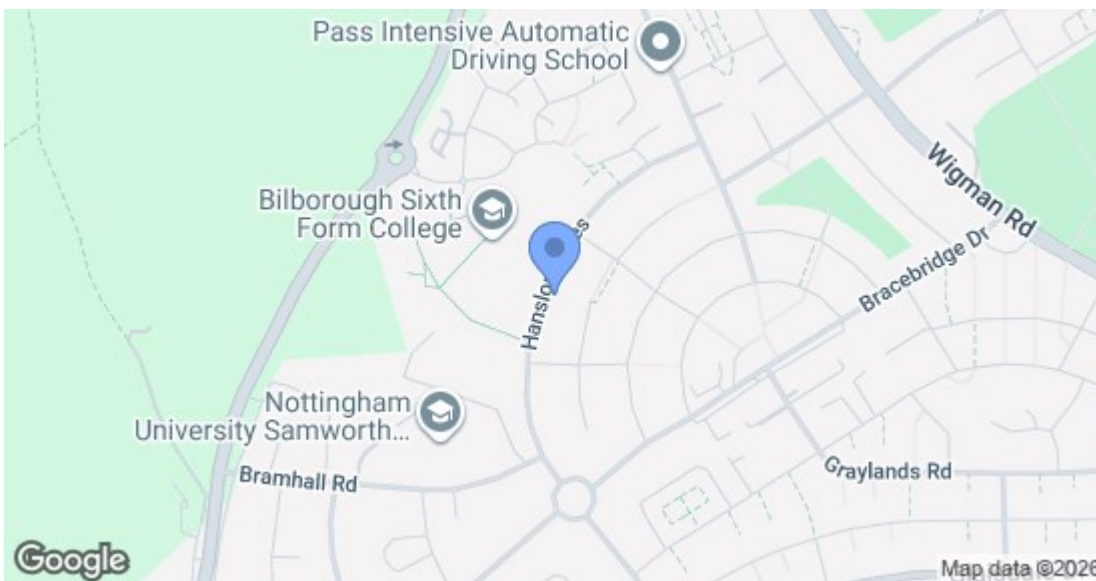 Pass Intensive Automatic
Driving School
Wigman Rd
Bilborough Sixth
Form College
Bracebridge Dr
Nottingham
University Samworth...
Bramhall Rd
Graylands Rd
Google
Map data ©2026